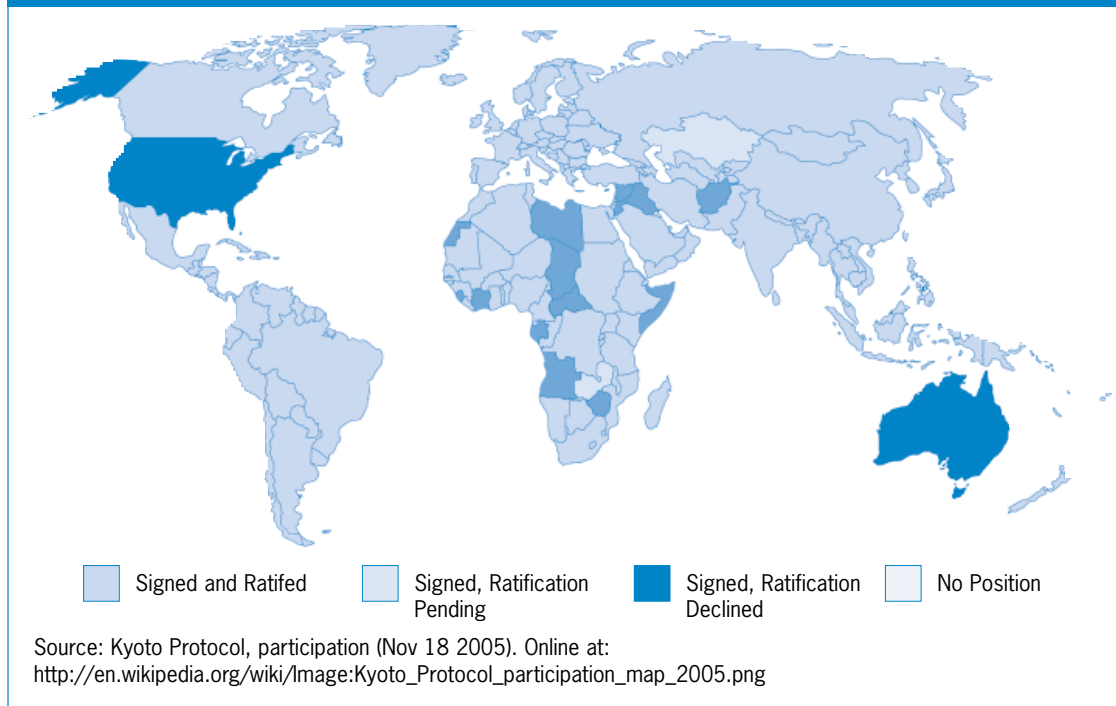 Signed and Ratifed
Signed, Ratification
Pending
Signed, Ratification
Declined
No Position
Source: Kyoto Protocol, participation (Nov 18 2005). Online at:
http://en.wikipedia.org/wiki/Image:Kyoto_Protocol_participation_map_2005.png